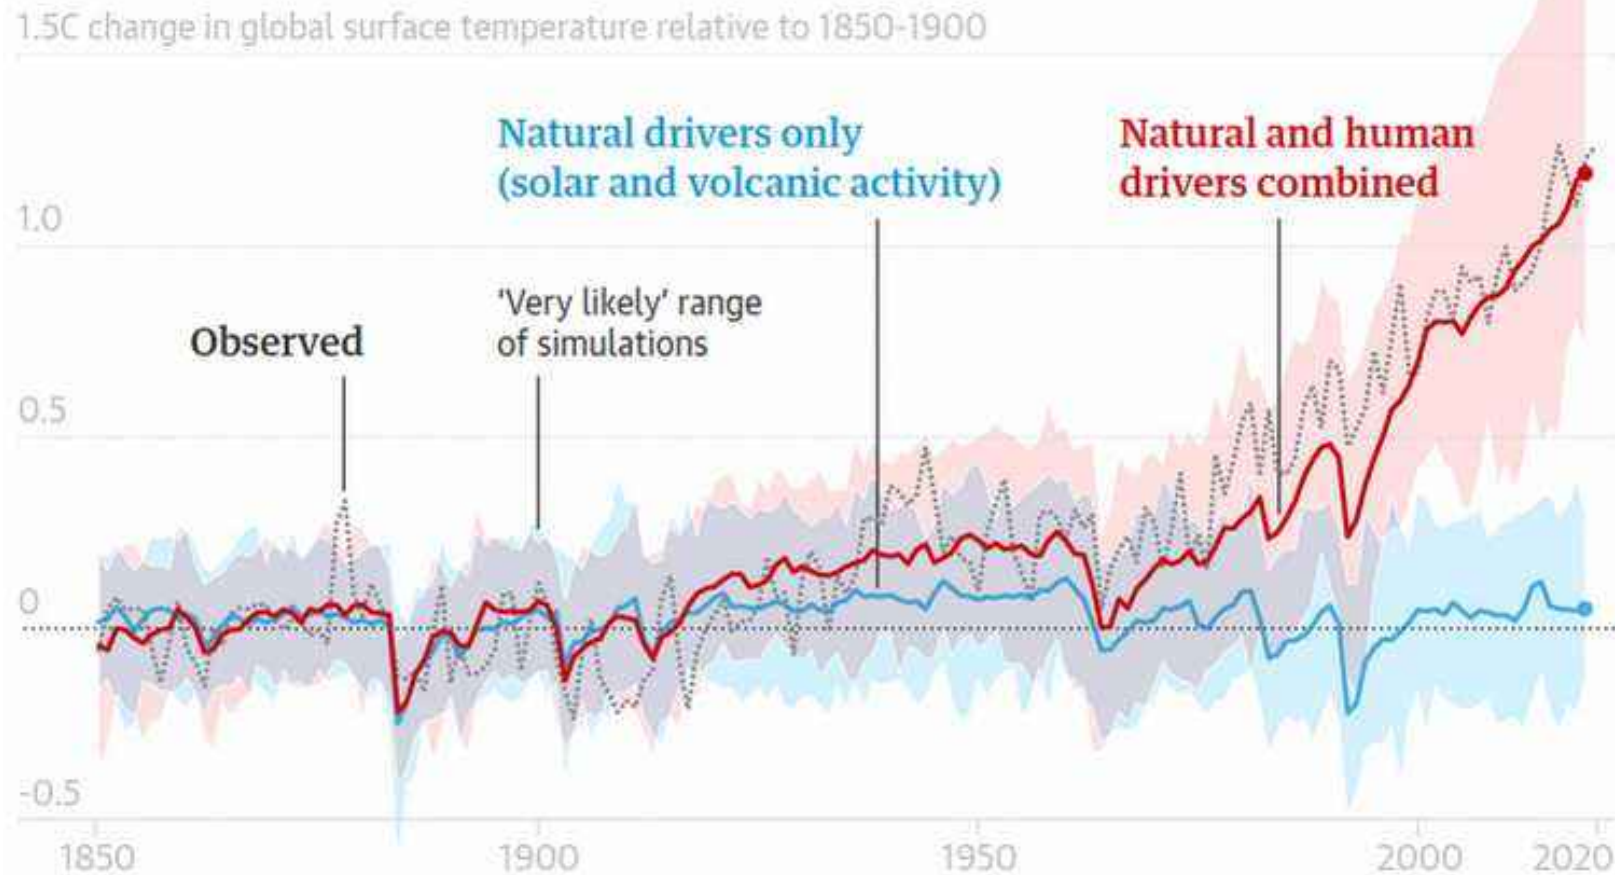 1.5C change in global surface temperature relative to 1850-1900
Natural drivers only
(solar and volcanic activity)
Natural and human
drivers combined
1.0
'Very likely' range
of simulations
Observed
0.5
0
-0.5
1850
1900
1950
2000
2020